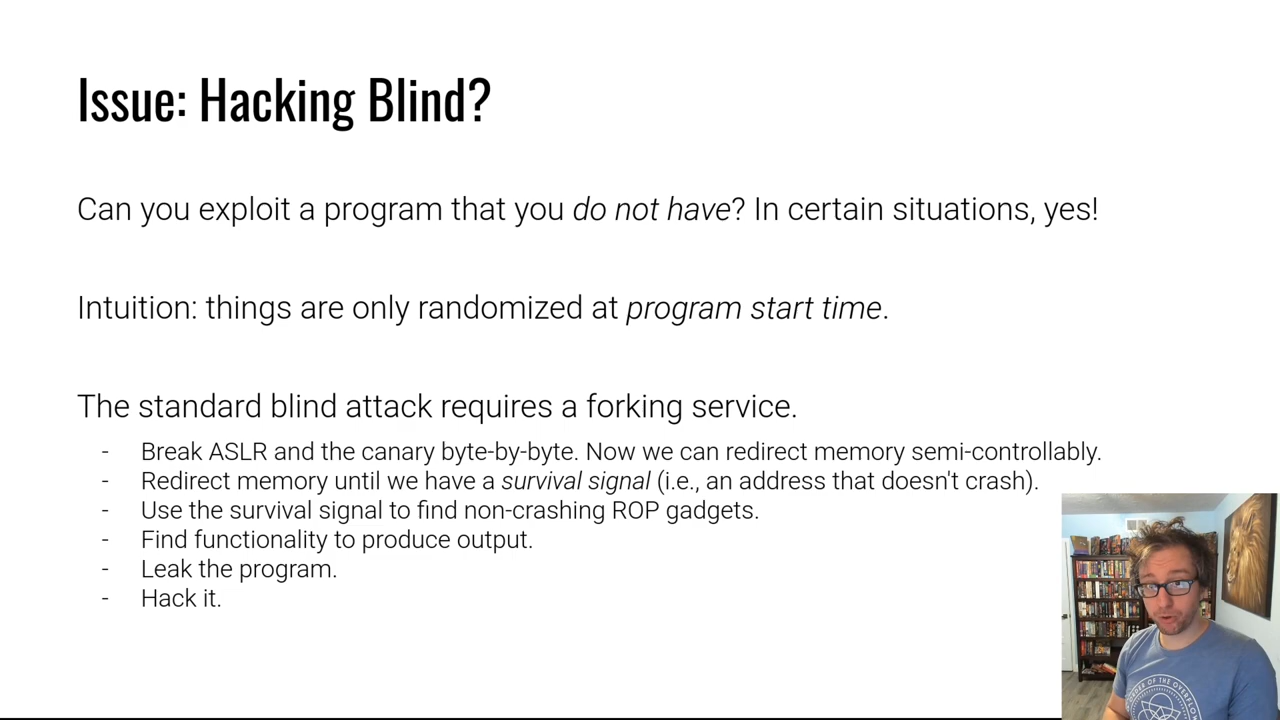 Issue: Hacking Blind?
Can you exploit a program that you do not have? In certain situations, yes!
Intuition: things are only randomized at program start time.
The standard blind attack requires a forking service.
- Break ASLR and the canary byte-by-byte. Now we can redirect memory semi-controllably.
- Redirect memory until we have a survival signal (i.e., an address that doesn't crash).
- Use the survival signal to find non-crashing ROP gadgets.
- Find functionality to produce output.
- Leak the program.
- Hack it.
ORDER OF THE OVERFLOW